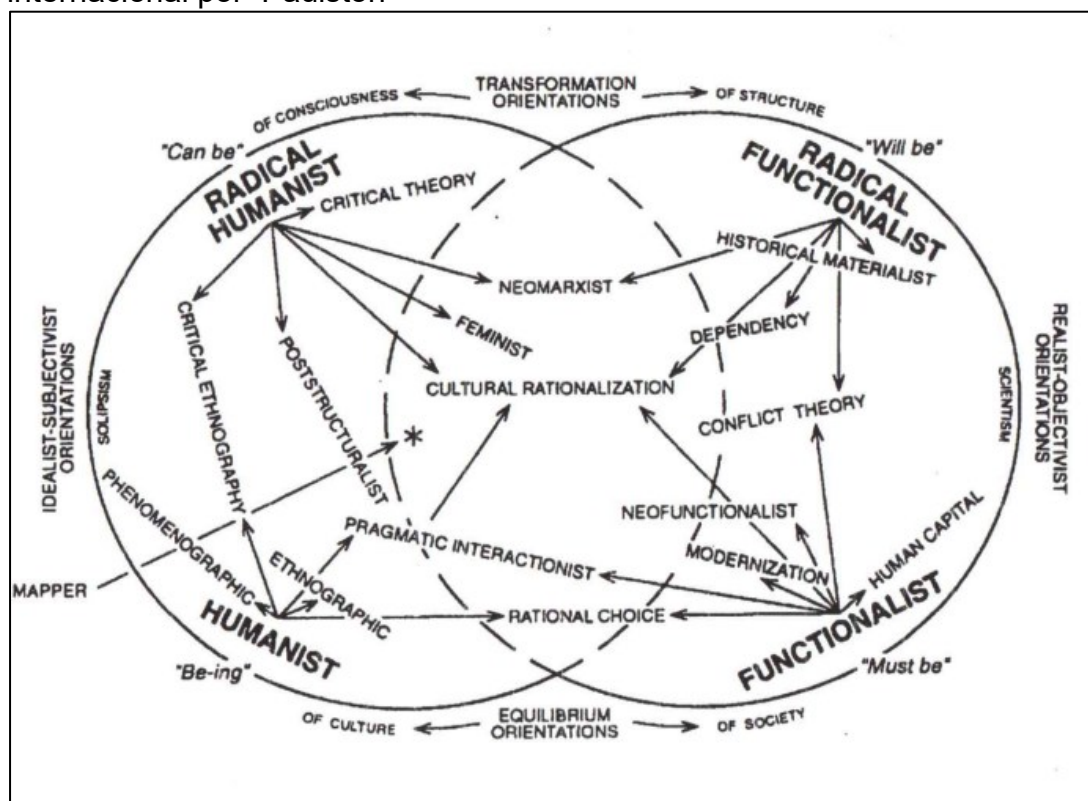 internacional por Paulston
TRANSFORMATION
ORIENTATIONS
OF CONSCIOUSNESS
OF STRUCTURE
"Can be"
"Will be"
RADICAL
HUMANIST
RADICAL
FUNCTIONALIST
CRITICAL THEORY
HISTORICAL MATERIALIST
NEOMARXIST
DEPENDENCY
FEMINIST
CRITICAL ETHNOGRAPHY
POSTSTRUCTURALIST
CULTURAL RATIONALIZATION
CONFLICT THEORY
IDEALIST-SUBJECTIVIST
ORIENTATIONS
SOLIPSISM
SCIENTISM
REALIST-OBJECTIVIST
ORIENTATIONS
*
PHENOMENOGRAPHIC
PRAGMATIC INTERACTIONIST
NEOFUNCTIONALIST
MODERNIZATION
HUMAN CAPITAL
MAPPER
ETHNOGRAPHIC
RATIONAL CHOICE
HUMANIST
FUNCTIONALIST
"Be-ing"
"Must be"
OF CULTURE
EQUILIBRIUM
ORIENTATIONS
OF SOCIETY